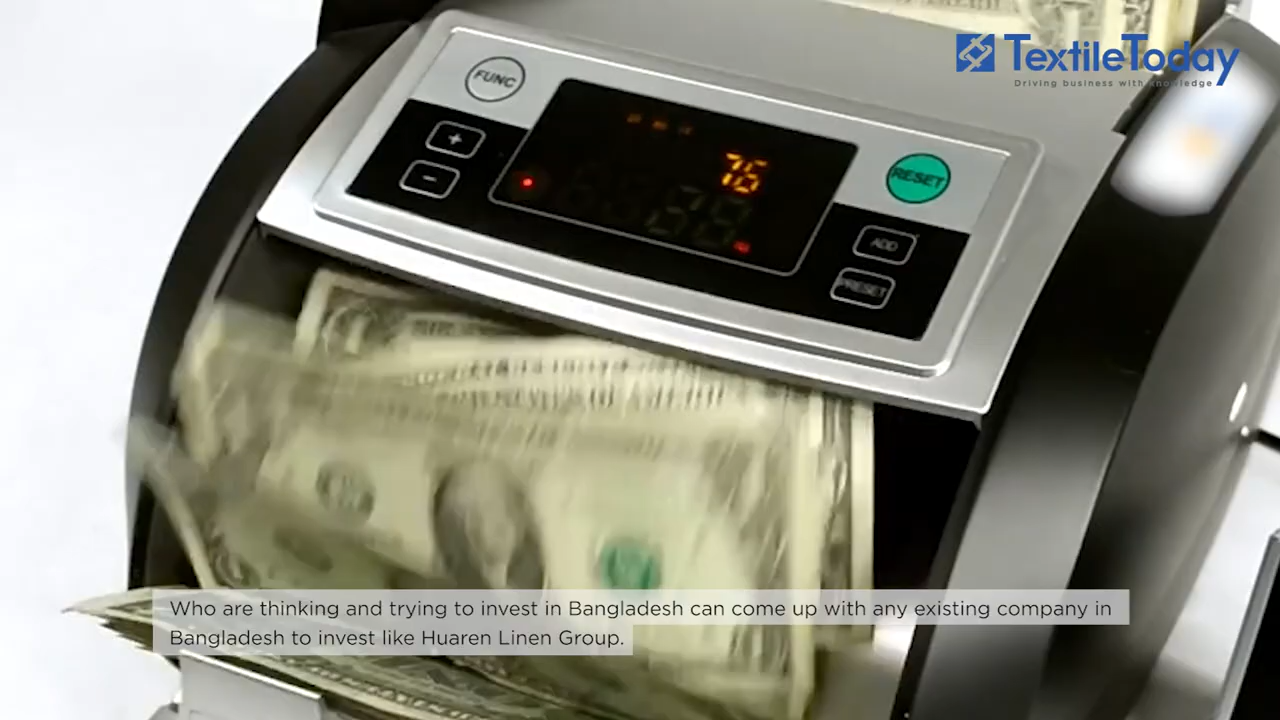 TextileToday
Driving business with knowledge
FUNC
+
-
76
RESET
ADD
PRESET
Who are thinking and trying to invest in Bangladesh can come up with any existing company in
Bangladesh to invest like Huaren Linen Group.